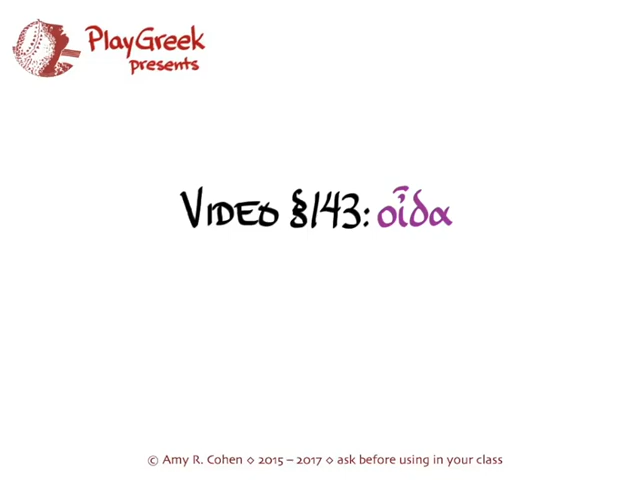 PlayGreek
presents
VIDEO §143: οἶδα
© Amy R. Cohen ◇ 2015 – 2017 ◇ ask before using in your class